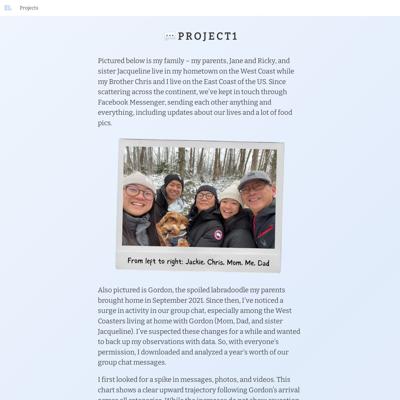 EL Projects
PROJECT1
Pictured below is my family – my parents, Jane and Ricky, and
sister Jacqueline live in my hometown on the West Coast while
my Brother Chris and I live on the East Coast of the US. Since
scattering across the continent, we've kept in touch through
Facebook Messenger, sending each other anything and
everything, including updates about our lives and a lot of food
pics.
From left to right: Jackie, Chris, Mom, Me, Dad
Also pictured is Gordon, the spoiled labradoodle my parents
brought home in September 2021. Since then, I've noticed a
surge in activity in our group chat, especially among the West
Coasters living at home with Gordon (Mom, Dad, and sister
Jacqueline). I've suspected these changes for a while and wanted
to back up my observations with data. So, with everyone's
permission, I downloaded and analyzed a year's worth of our
group chat messages.
I first looked for a spike in messages, photos, and videos. This
chart shows a clear upward trajectory following Gordon's arrival